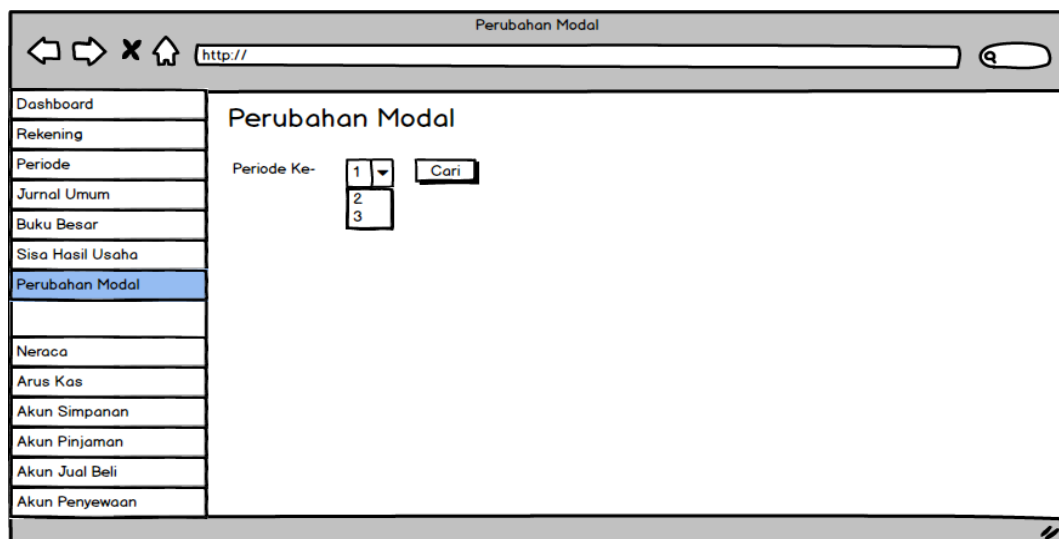 Perubahan Modal
http://
Dashboard
Rekening
Periode
Jurnal Umum
Buku Besar
Sisa Hasil Usaha
Perubahan Modal
Neraca
Arus Kas
Akun Simpanan
Akun Pinjaman
Akun Jual Beli
Akun Penyewaan
Perubahan Modal
Periode Ke- 1 Cari
2
3